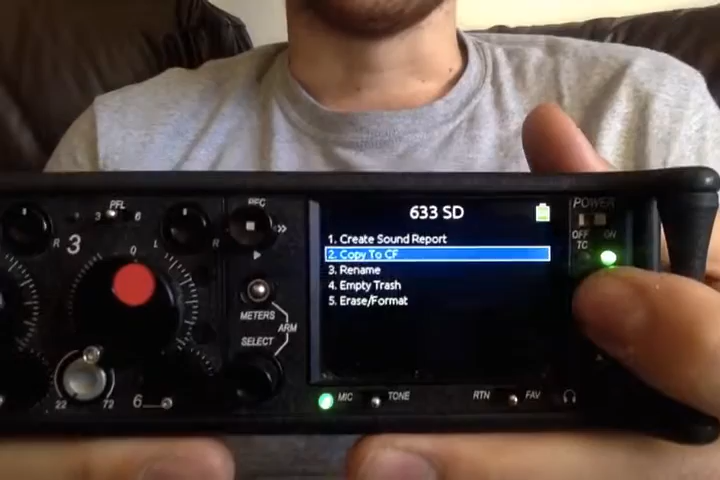 PFL
3 6
R 3 L R
0
REC
METERS
ARM
SELECT
22 72 6
633 SD
1. Create Sound Report
2. Copy To CF
3. Rename
4. Empty Trash
5. Erase/Format
MIC TONE RTN FAV
POWER
OFF ON
TC